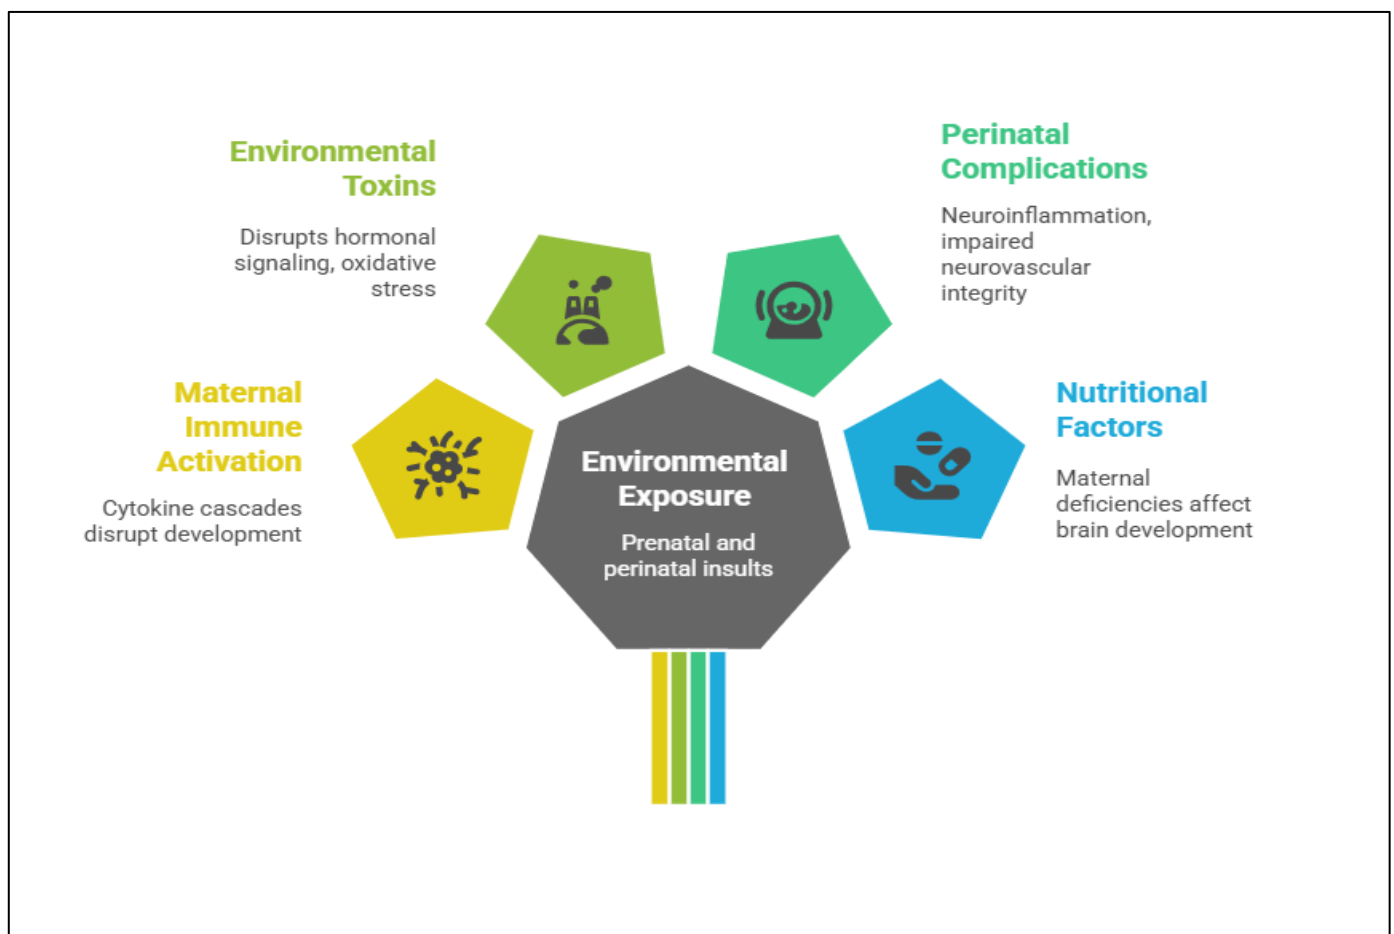 Environmental
Toxins
Disrupts hormonal
signaling, oxidative
stress
Perinatal
Complications
Neuroinflammation,
impaired
neurovascular
integrity
Maternal
Immune
Activation
Cytokine cascades
disrupt development
Environmental
Exposure
Prenatal and
perinatal insults
Nutritional
Factors
Maternal
deficiencies affect
brain development